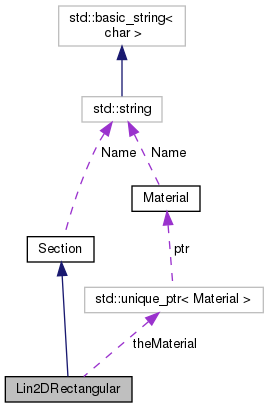 std::basic_string<
char >
std::string
Name
Name
Material
Section
ptr
std::unique_ptr< Material >
theMaterial
Lin2DRectangular